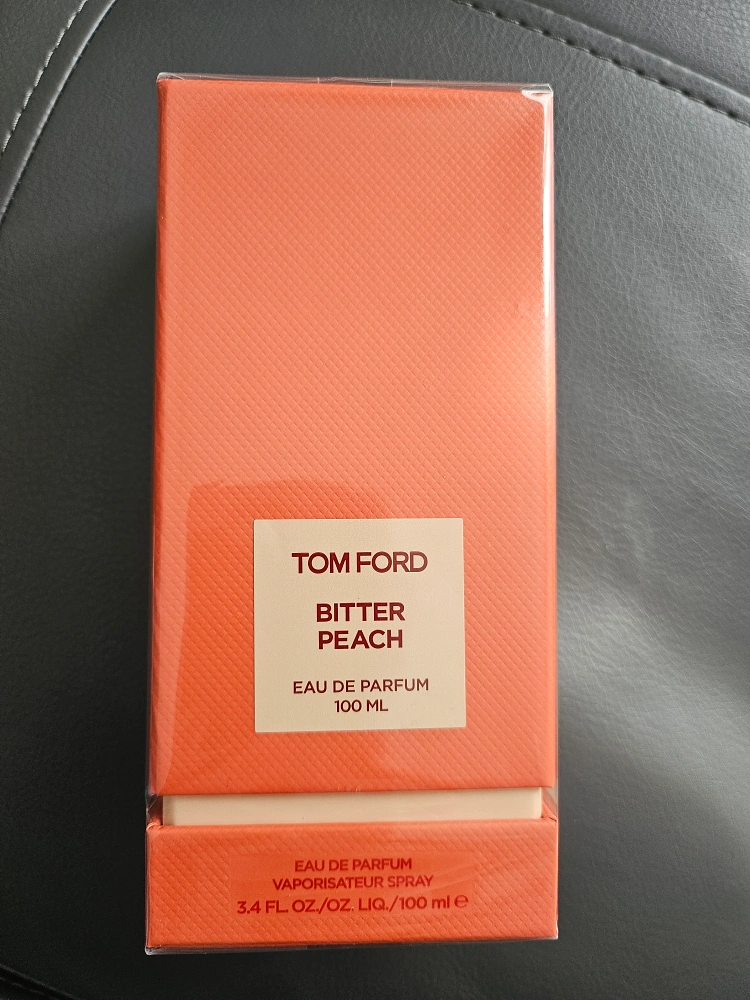 TOM FORD
BITTER
PEACH
EAU DE PARFUM
100 ML
EAU DE PARFUM
VAPORISATEUR SPRAY
3.4 FL. OZ./OZ. LIQ./100 ml ℮